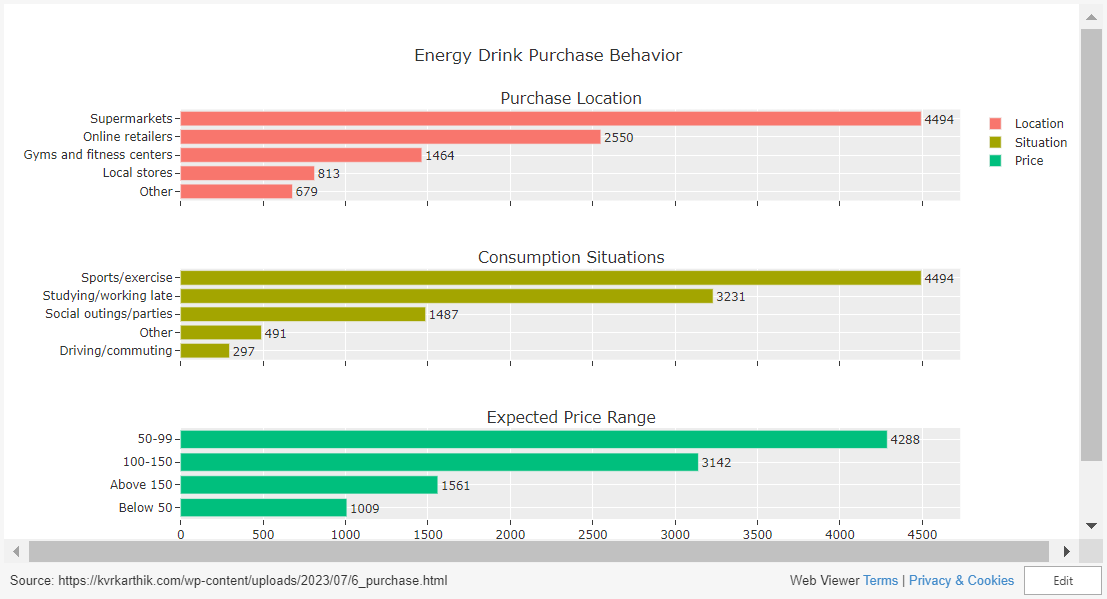 Energy Drink Purchase Behavior
Purchase Location
Supermarkets 4494
Online retailers 2550
Gyms and fitness centers 1464
Local stores 813
Other 679
Location
Situation
Price
Consumption Situations
Sports/exercise 4494
Studying/working late 3231
Social outings/parties 1487
Other 491
Driving/commuting 297
Expected Price Range
50-99 4288
100-150 3142
Above 150 1561
Below 50 1009
0 500 1000 1500 2000 2500 3000 3500 4000 4500
Source: https://kvrkarthik.com/wp-content/uploads/2023/07/6_purchase.html Web Viewer Terms | Privacy & Cookies Edit